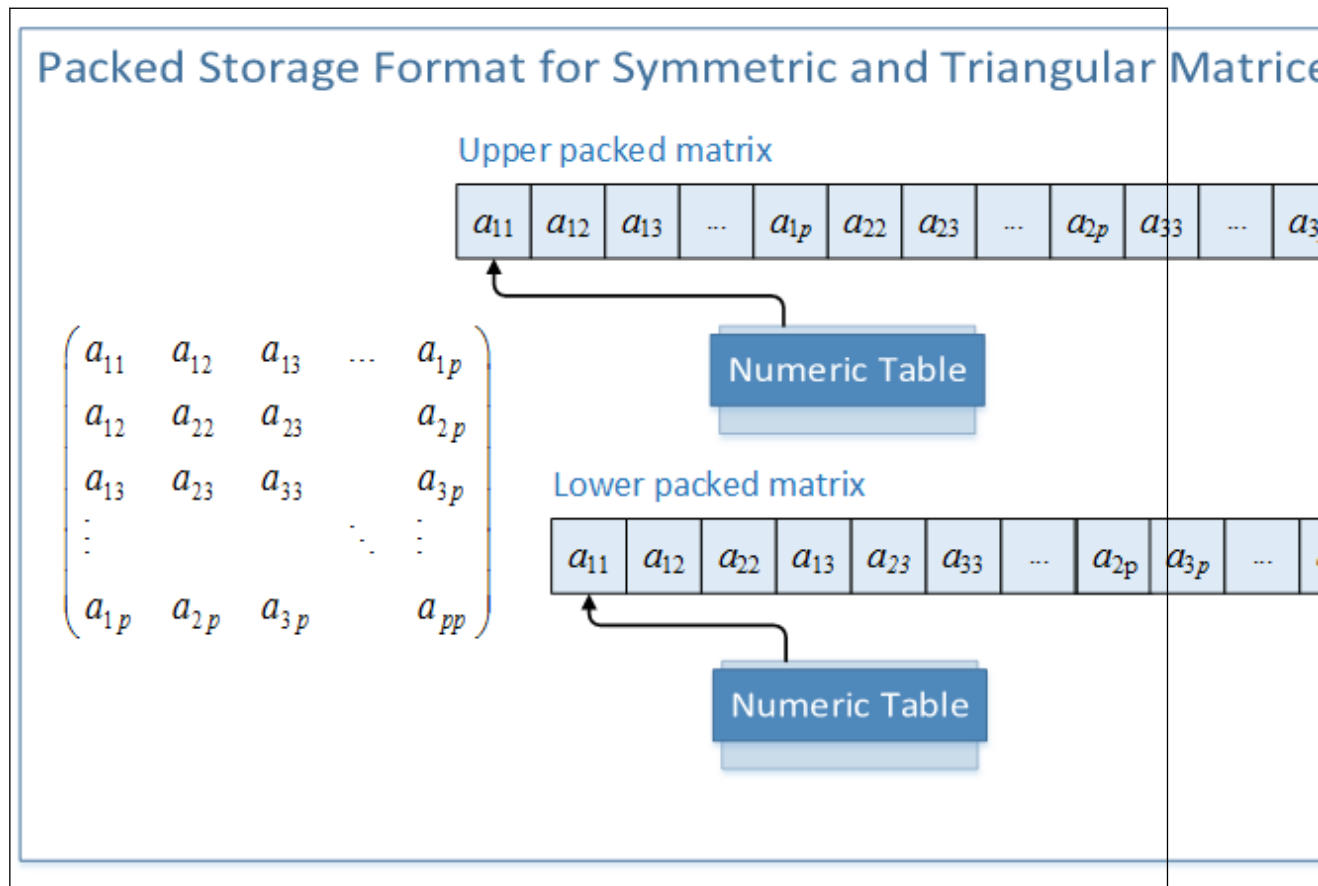 Packed Storage Format for Symmetric and Triangular Matrice
Upper packed matrix
a11 a12 a13 ... a1p a22 a23 ... a2p a33 ... a3
Numeric Table
a11 a12 a13 ... a1p
a12 a22 a23 a2p
a13 a23 a33 a3p
⋮ ⋱ ⋮
a1p a2p a3p app
Lower packed matrix
a11 a12 a22 a13 a23 a33 ... a2p a3p ...
Numeric Table